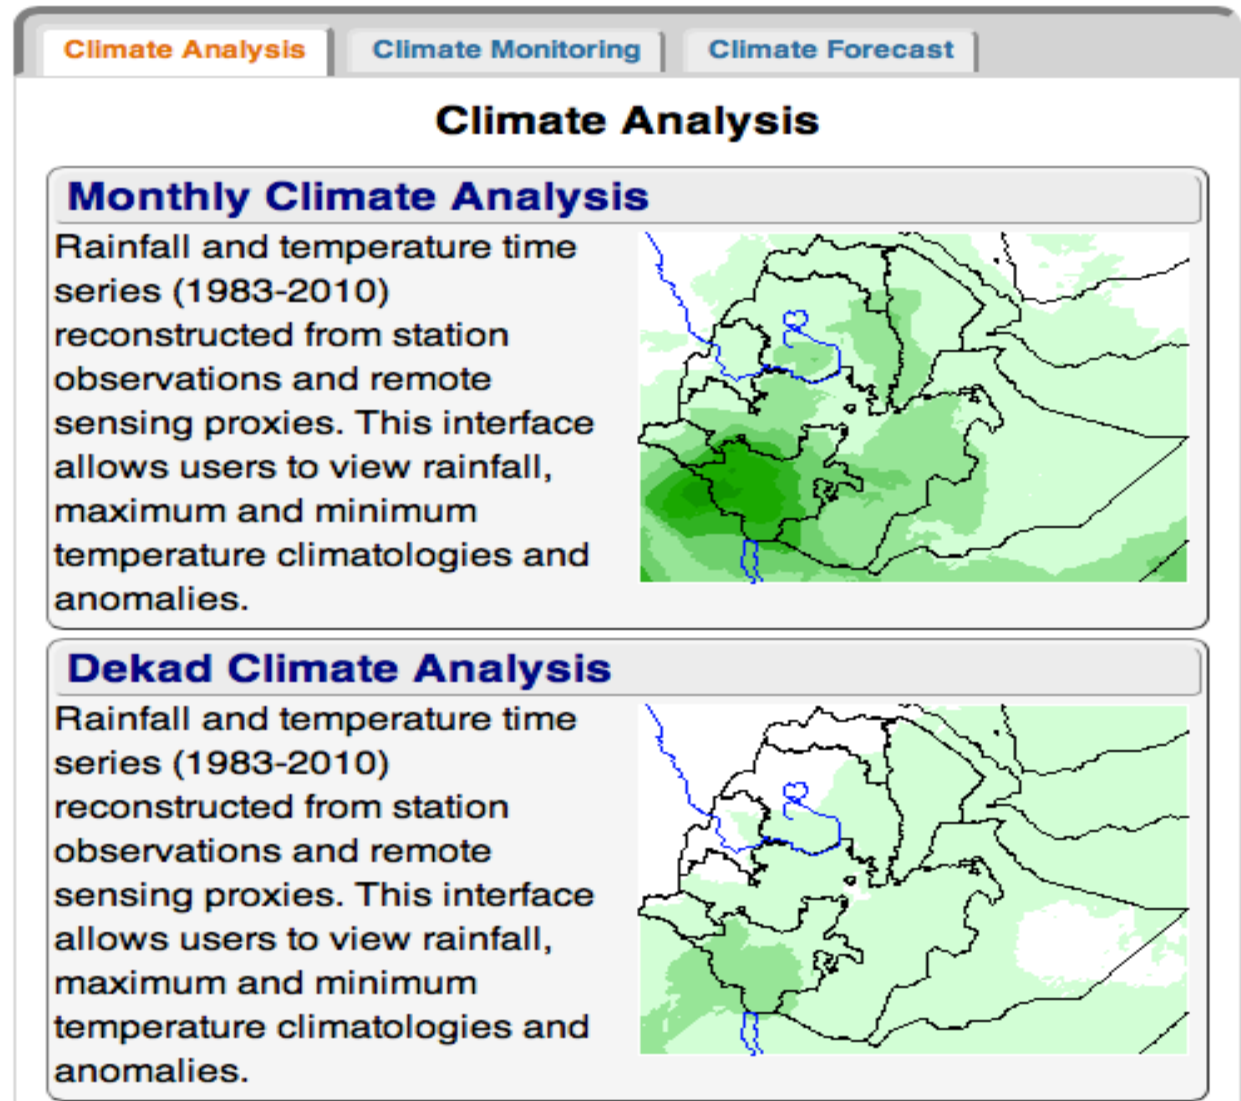 Climate Analysis Climate Monitoring Climate Forecast
Climate Analysis
Monthly Climate Analysis
Rainfall and temperature time
series (1983-2010)
reconstructed from station
observations and remote
sensing proxies. This interface
allows users to view rainfall,
maximum and minimum
temperature climatologies and
anomalies.
Dekad Climate Analysis
Rainfall and temperature time
series (1983-2010)
reconstructed from station
observations and remote
sensing proxies. This interface
allows users to view rainfall,
maximum and minimum
temperature climatologies and
anomalies.